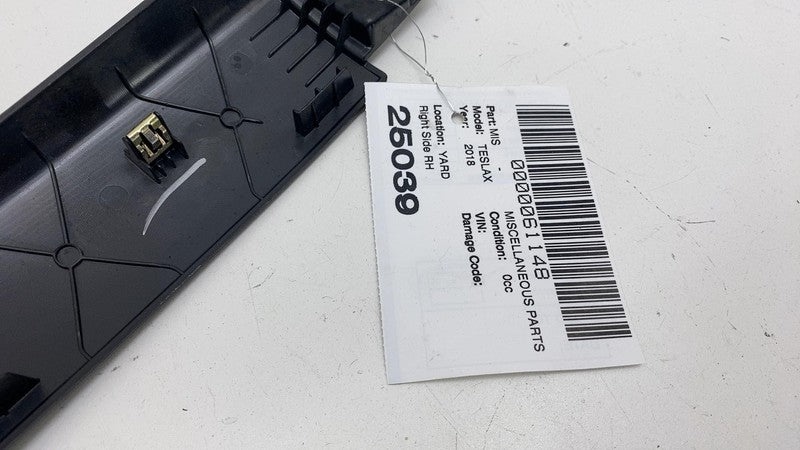 0000061148
Part: MIS - MISCELLANEOUS PARTS
Model: TESLAX Condition: 0cc
Year: 2018 VIN:
Damage Code:
Location: YARD
Right Side RH
25039